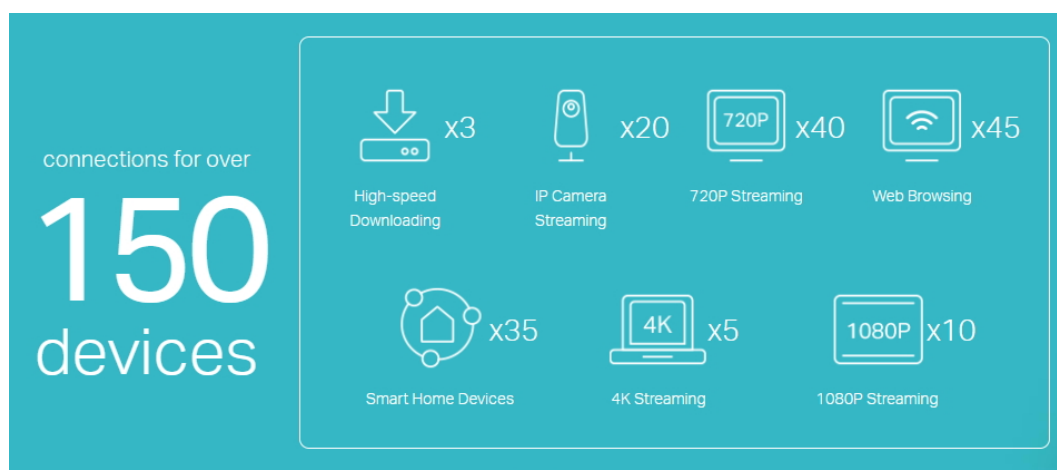 connections for over
150
devices
x3
High-speed
Downloading
x20
IP Camera
Streaming
720P
x40
720P Streaming
x45
Web Browsing
x35
Smart Home Devices
4K
x5
4K Streaming
1080P
x10
1080P Streaming